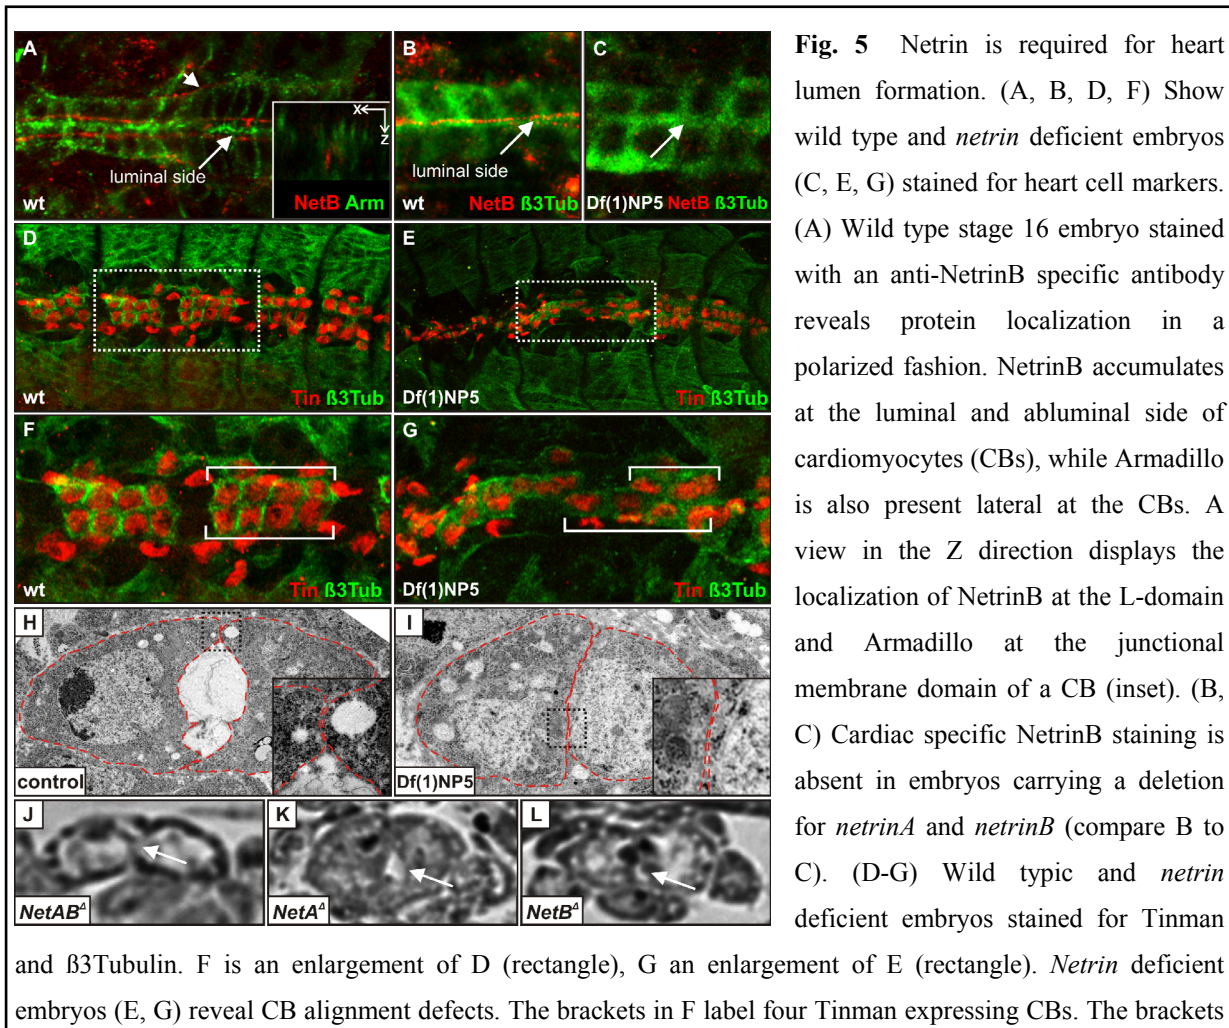 A
luminal side
wt
X
Z
NetB Arm
B
luminal side
wt
NetB ß3Tub
C
Df(1)NP5 NetB ß3Tub
D
wt
Tin ß3Tub
E
Df(1)NP5
Tin ß3Tub
F
wt
Tin ß3Tub
G
Df(1)NP5
Tin ß3Tub
H
control
I
Df(1)NP5
J
NetABΔ
K
NetAΔ
L
NetBΔ
Fig. 5 Netrin is required for heart
lumen formation. (A, B, D, F) Show
wild type and netrin deficient embryos
(C, E, G) stained for heart cell markers.
(A) Wild type stage 16 embryo stained
with an anti-NetrinB specific antibody
reveals protein localization in a
polarized fashion. NetrinB accumulates
at the luminal and abluminal side of
cardiomyocytes (CBs), while Armadillo
is also present lateral at the CBs. A
view in the Z direction displays the
localization of NetrinB at the L-domain
and Armadillo at the junctional
membrane domain of a CB (inset). (B,
C) Cardiac specific NetrinB staining is
absent in embryos carrying a deletion
for netrinA and netrinB (compare B to
C). (D-G) Wild typic and netrin
deficient embryos stained for Tinman
and ß3Tubulin. F is an enlargement of D (rectangle), G an enlargement of E (rectangle). Netrin deficient
embryos (E, G) reveal CB alignment defects. The brackets in F label four Tinman expressing CBs. The brackets